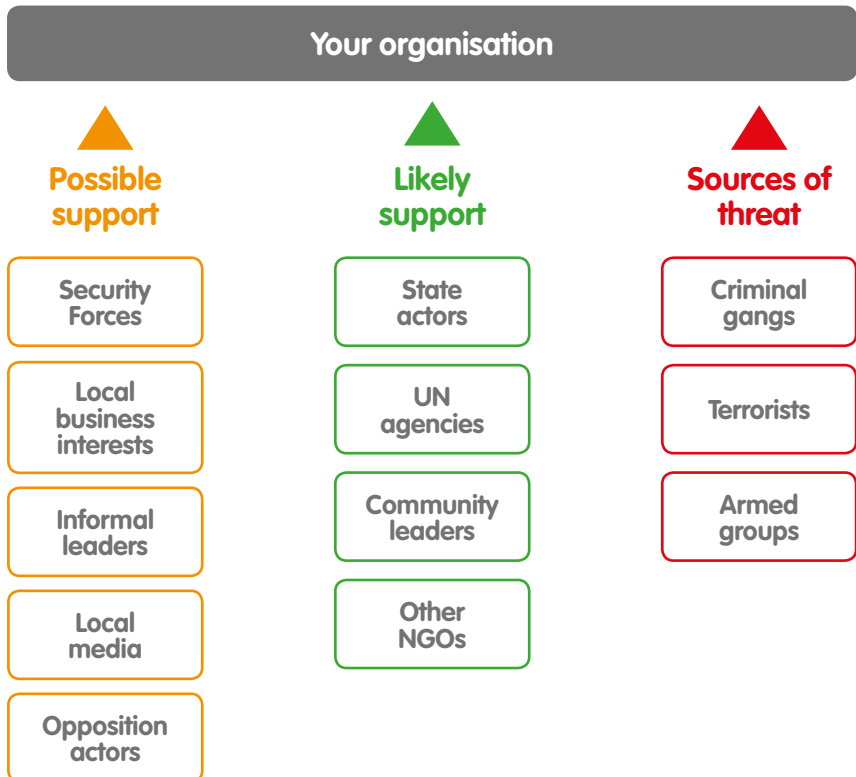 Your organisation
Possible
support
Security
Forces
Local
business
interests
Informal
leaders
Local
media
Opposition
actors
Likely
support
State
actors
UN
agencies
Community
leaders
Other
NGOs
Sources of
threat
Criminal
gangs
Terrorists
Armed
groups